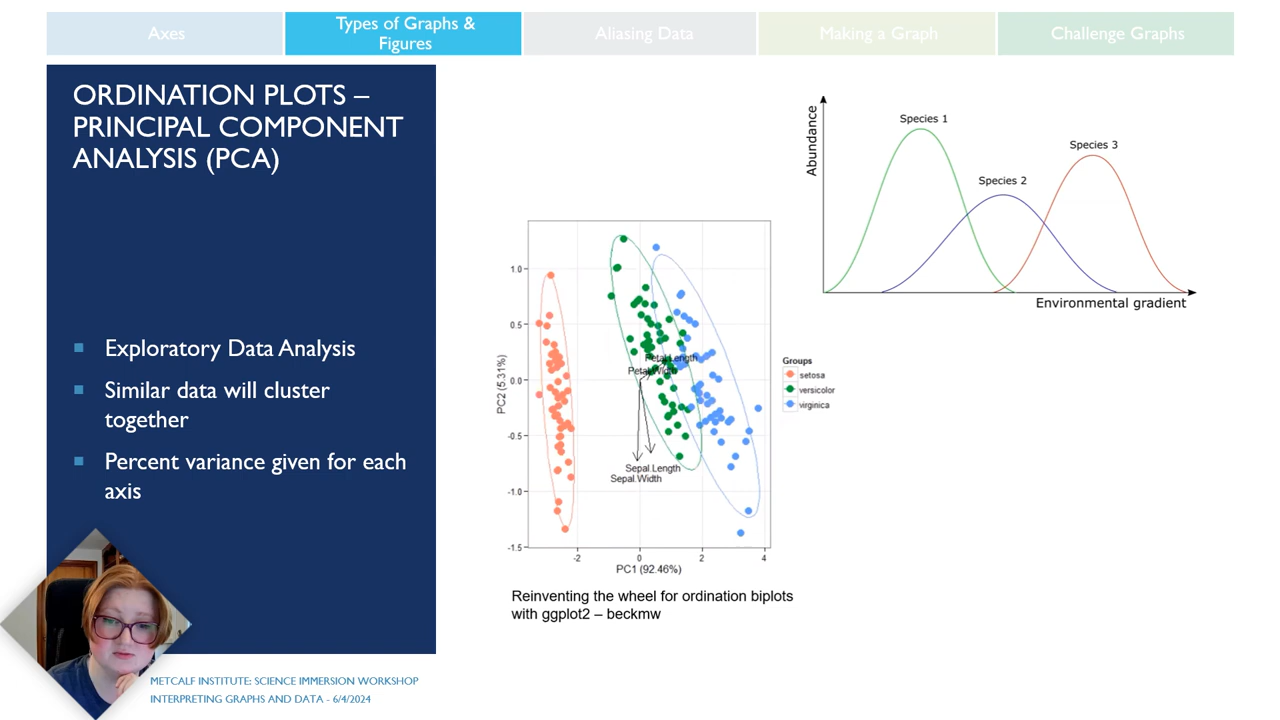 Axes
Types of Graphs &
Figures
Aliasing Data
Making a Graph
Challenge Graphs
ORDINATION PLOTS –
PRINCIPAL COMPONENT
ANALYSIS (PCA)
Exploratory Data Analysis
Similar data will cluster
together
Percent variance given for each
axis
METCALF INSTITUTE: SCIENCE IMMERSION WORKSHOP
INTERPRETING GRAPHS AND DATA - 6/4/2024
PC2 (5.31%)
1.0
0.5
0.0
-0.5
-1.0
-1.5
Petal.Length
Petal.Width
Sepal.Length
Sepal.Width
-2
0
2
4
PC1 (92.46%)
Groups
setosa
versicolor
virginica
Reinventing the wheel for ordination biplots
with ggplot2 – beckmw
Abundance
Species 1
Species 2
Species 3
Environmental gradient